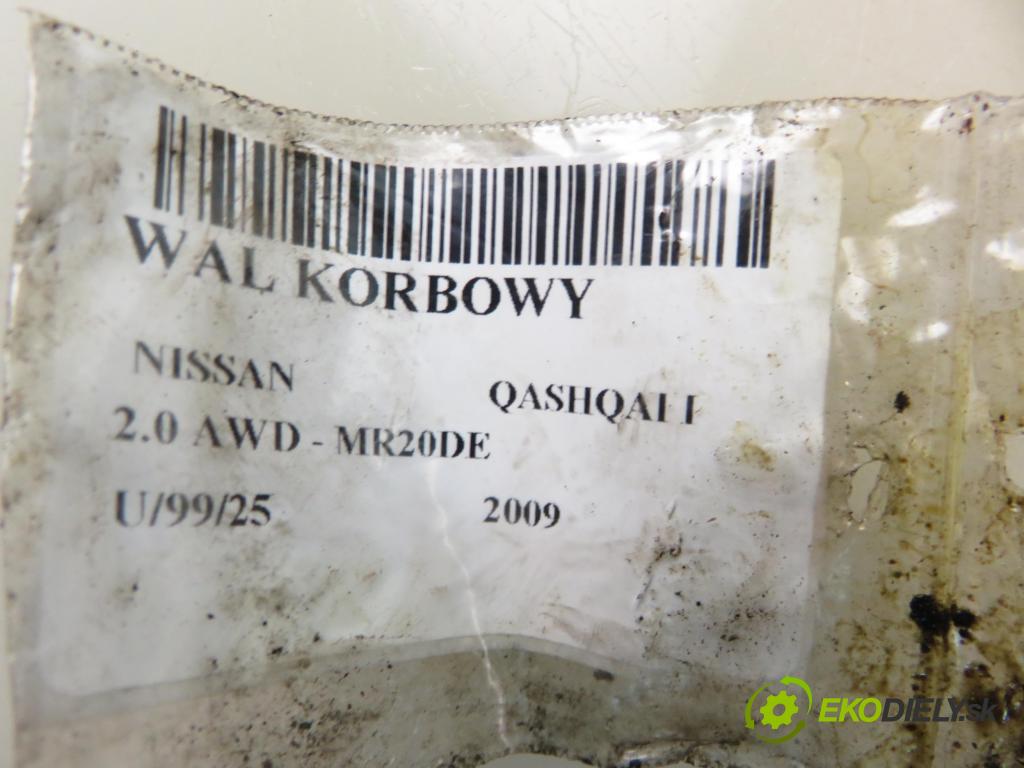 WAL KORBOWY
NISSAN QASHQAI I
2.0 AWD - MR20DE
U/99/25 2009
EKODIELY.sk